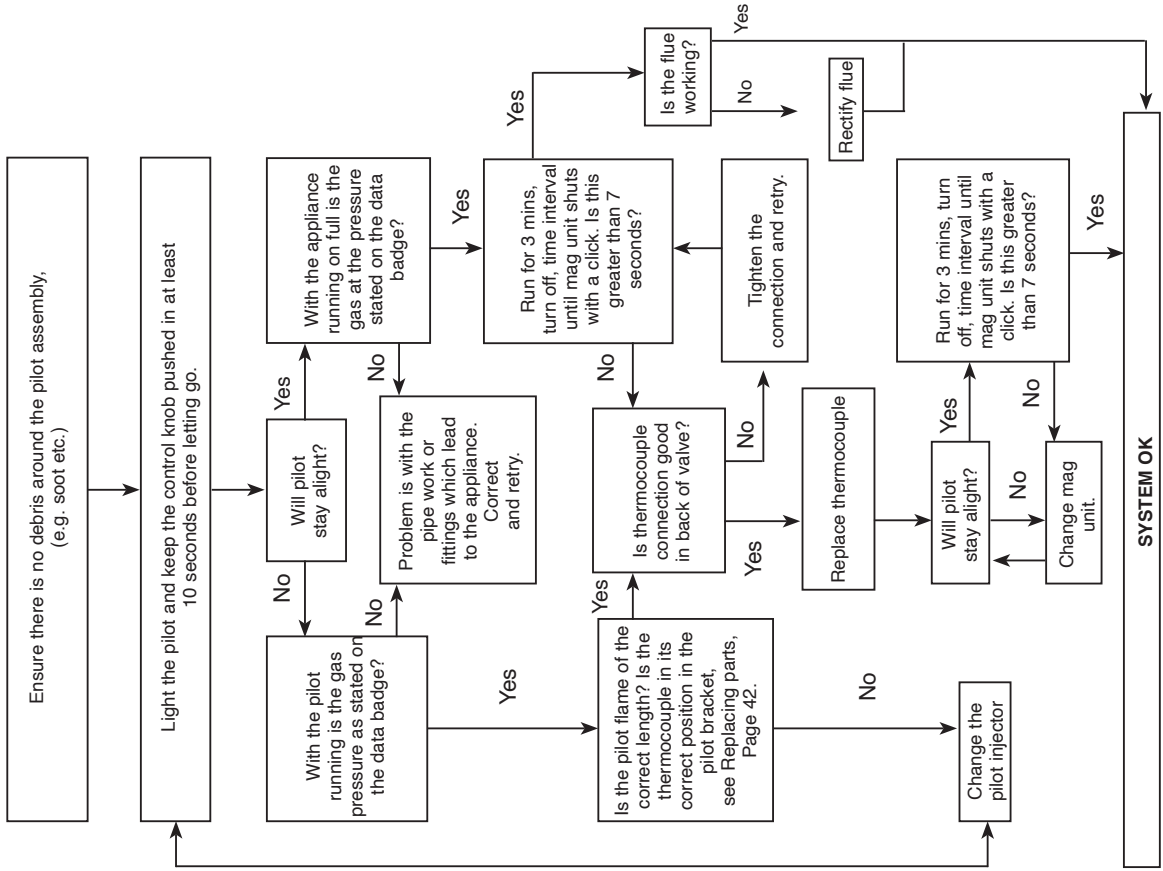 Ensure there is no debris around the pilot assembly,
(e.g. soot etc.)
Light the pilot and keep the control knob pushed in at least
10 seconds before letting go.
Will pilot
stay alight?
No
Yes
With the pilot
running is the gas
pressure as stated on
the data badge?
No
Yes
With the appliance
running on full is the
gas at the pressure
stated on the data
badge?
No
Yes
Problem is with the
pipe work or
fittings which lead
to the appliance.
Correct
and retry.
Is the pilot flame of the
correct length? Is the
thermocouple in its
correct position in the
pilot bracket,
see Replacing parts,
Page 42.
Yes
No
Is thermocouple
connection good
in back of valve?
Yes
No
Run for 3 mins,
turn off, time interval
until mag unit shuts
with a click. Is this
greater than 7
seconds?
No
Yes
Is the flue
working?
No
Yes
Rectify flue
Tighten the
connection and retry.
Replace thermocouple
Will pilot
stay alight?
Yes
No
Change mag
unit.
Run for 3 mins, turn
off, time interval until
mag unit shuts with a
click. Is this greater
than 7 seconds?
No
Yes
Change the
pilot injector
SYSTEM OK